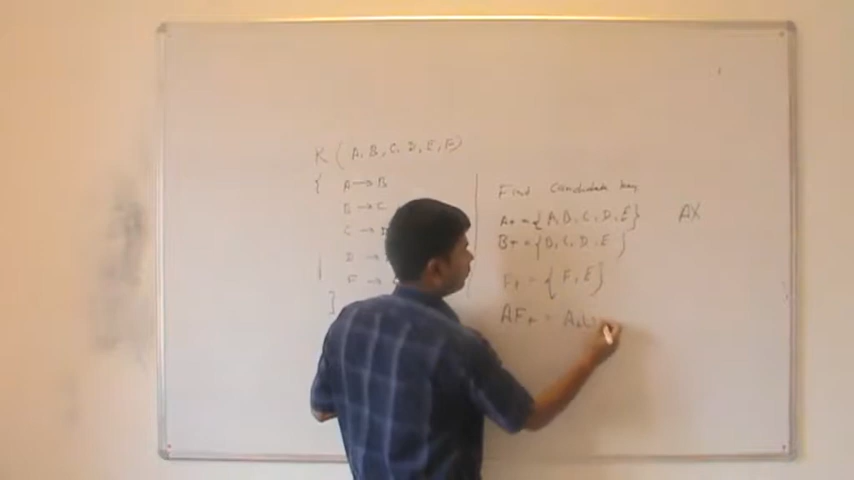 R ( A, B, C, D, E, F )
{ A → B
B → C
C → D
D →
F →
}
Find candidate key
A+ = { A, B, C, D, E }
B+ = { B, C, D, E }
F+ = { F, E }
AF+ = A,
AX